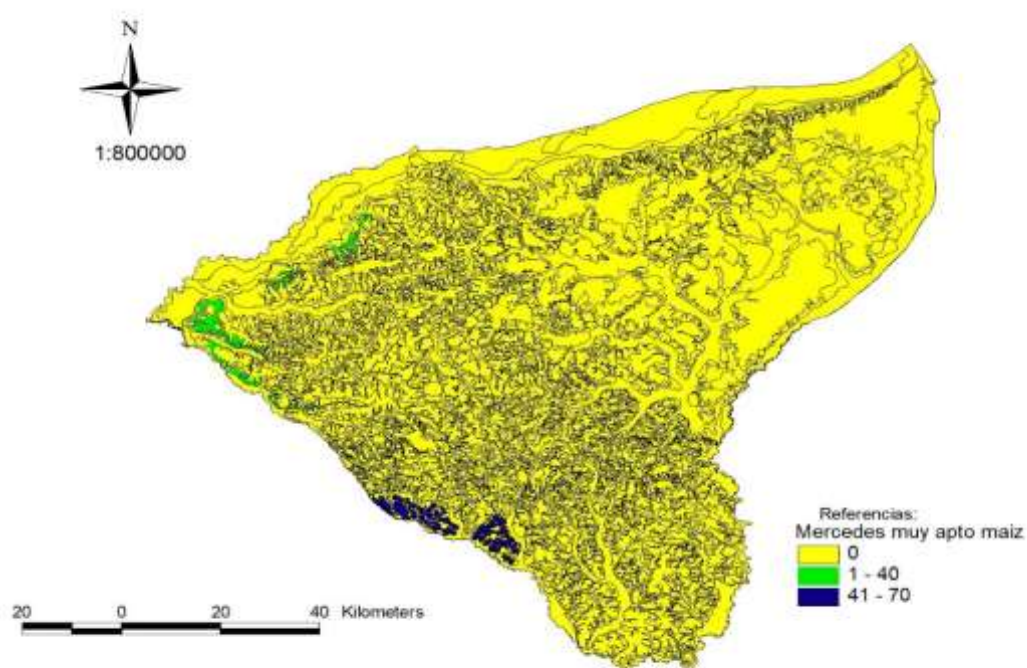 N
1:800000
Referencias:
Mercedes muy apto maiz
0
1 - 40
41 - 70
20 0 20 40 Kilometers